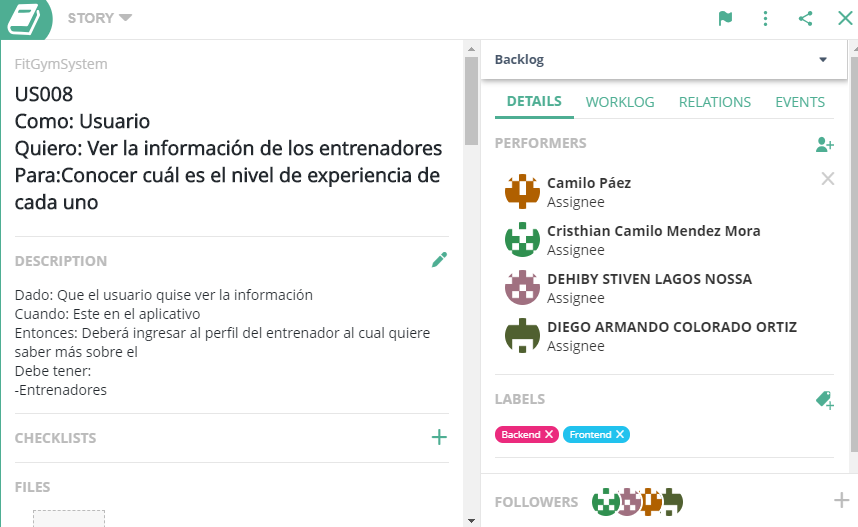 STORY
FitGymSystem
US008
Como: Usuario
Quiero: Ver la información de los entrenadores
Para:Conocer cuál es el nivel de experiencia de
cada uno
DESCRIPTION
Dado: Que el usuario quise ver la información
Cuando: Este en el aplicativo
Entonces: Deberá ingresar al perfil del entrenador al cual quiere
saber más sobre el
Debe tener:
-Entrenadores
CHECKLISTS
FILES
Backlog
DETAILS WORKLOG RELATIONS EVENTS
PERFORMERS
Camilo Páez
Assignee
Cristhian Camilo Mendez Mora
Assignee
DEHIBY STIVEN LAGOS NOSSA
Assignee
DIEGO ARMANDO COLORADO ORTIZ
Assignee
LABELS
Backend Frontend
FOLLOWERS